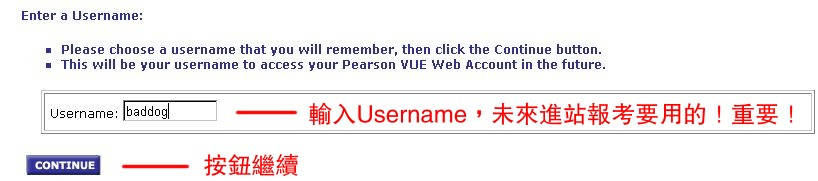 Enter a Username:
Please choose a username that you will remember, then click the Continue button.
This will be your username to access your Pearson VUE Web Account in the future.
Username: baddog 輸入Username，未來進站報考要用的！重要！
CONTINUE 按鈕繼續